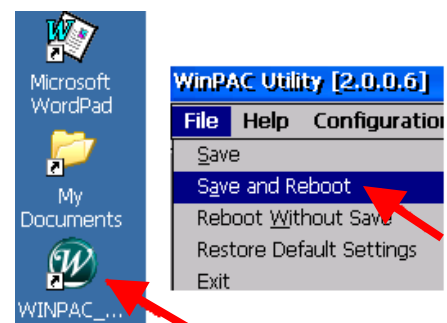 Microsoft
WordPad
My
Documents
WINPAC_...
WinPAC Utility [2.0.0.6]
File Help Configuration
Save
Save and Reboot
Reboot Without Save
Restore Default Settings
Exit